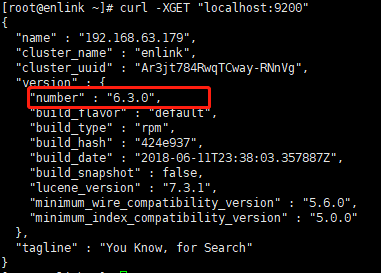 [root@enlink ~]# curl -XGET "localhost:9200"
{
  "name" : "192.168.63.179",
  "cluster_name" : "enlink",
  "cluster_uuid" : "Ar3jt784RwqTCway-RNnVg",
  "version" : {
    "number" : "6.3.0",
    "build_flavor" : "default",
    "build_type" : "rpm",
    "build_hash" : "424e937",
    "build_date" : "2018-06-11T23:38:03.357887Z",
    "build_snapshot" : false,
    "lucene_version" : "7.3.1",
    "minimum_wire_compatibility_version" : "5.6.0",
    "minimum_index_compatibility_version" : "5.0.0"
  },
  "tagline" : "You Know, for Search"
}